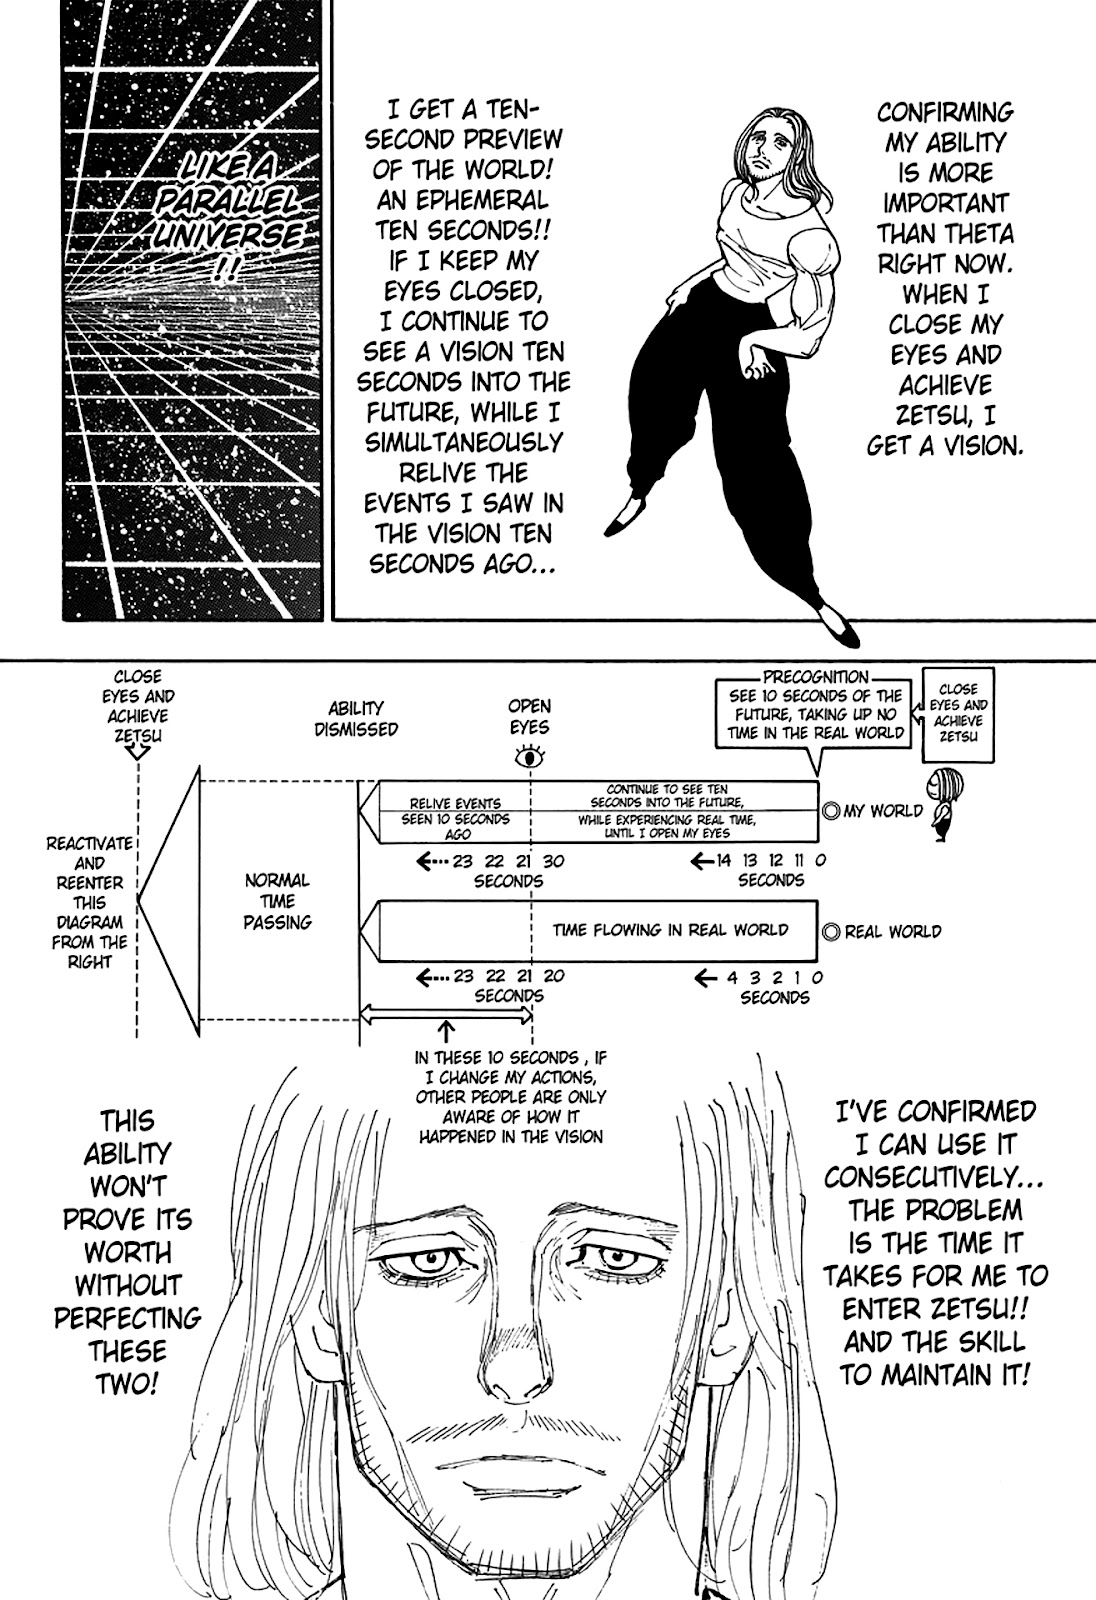 CONFIRMING
MY ABILITY
IS MORE
IMPORTANT
THAN THETA
RIGHT NOW.
WHEN I
CLOSE MY
EYES AND
ACHIEVE
ZETSU, I
GET A VISION.
I GET A TEN-
SECOND PREVIEW
OF THE WORLD!
AN EPHEMERAL
TEN SECONDS!!
IF I KEEP MY
EYES CLOSED,
I CONTINUE TO
SEE A VISION TEN
SECONDS INTO THE
FUTURE, WHILE I
SIMULTANEOUSLY
RELIVE THE
EVENTS I SAW IN
THE VISION TEN
SECONDS AGO...
LIKE A
PARALLEL
UNIVERSE
!!
CLOSE
EYES AND
ACHIEVE
ZETSU
PRECOGNITION
SEE 10 SECONDS OF THE
FUTURE, TAKING UP NO
TIME IN THE REAL WORLD
OPEN
EYES
ABILITY
DISMISSED
CLOSE
EYES AND
ACHIEVE
ZETSU
MY WORLD
CONTINUE TO SEE TEN
SECONDS INTO THE FUTURE,
WHILE EXPERIENCING REAL TIME,
UNTIL I OPEN MY EYES
RELIVE EVENTS
SEEN 10 SECONDS
AGO
... 23 22 21 30
SECONDS
14 13 12 11 0
SECONDS
REAL WORLD
TIME FLOWING IN REAL WORLD
... 23 22 21 20
SECONDS
4 3 2 1 0
SECONDS
NORMAL
TIME
PASSING
REACTIVATE
AND
REENTER
THIS
DIAGRAM
FROM THE
RIGHT
IN THESE 10 SECONDS , IF
I CHANGE MY ACTIONS,
OTHER PEOPLE ARE ONLY
AWARE OF HOW IT
HAPPENED IN THE VISION
I'VE CONFIRMED
I CAN USE IT
CONSECUTIVELY...
THE PROBLEM
IS THE TIME IT
TAKES FOR ME TO
ENTER ZETSU!!
AND THE SKILL
TO MAINTAIN IT!
THIS
ABILITY
WON'T
PROVE ITS
WORTH
WITHOUT
PERFECTING
THESE
TWO!